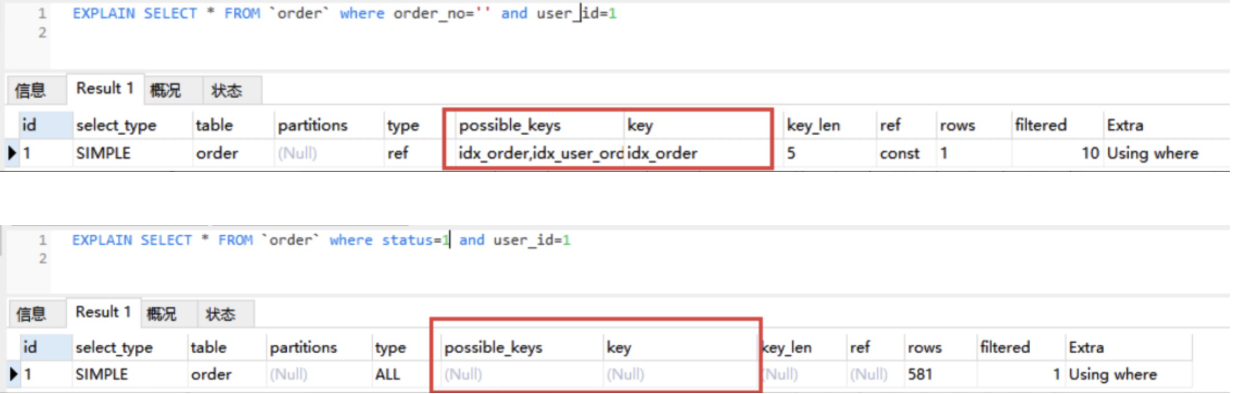 1 EXPLAIN SELECT * FROM `order` where order_no='' and user_id=1
2
信息 Result 1 概况 状态
id select_type table partitions type possible_keys key key_len ref rows filtered Extra
1 SIMPLE order (Null) ref idx_order,idx_user_ord idx_order 5 const 1 10 Using where
1 EXPLAIN SELECT * FROM `order` where status=1 and user_id=1
2
信息 Result 1 概况 状态
id select_type table partitions type possible_keys key key_len ref rows filtered Extra
1 SIMPLE order (Null) ALL (Null) (Null) (Null) (Null) 581 1 Using where